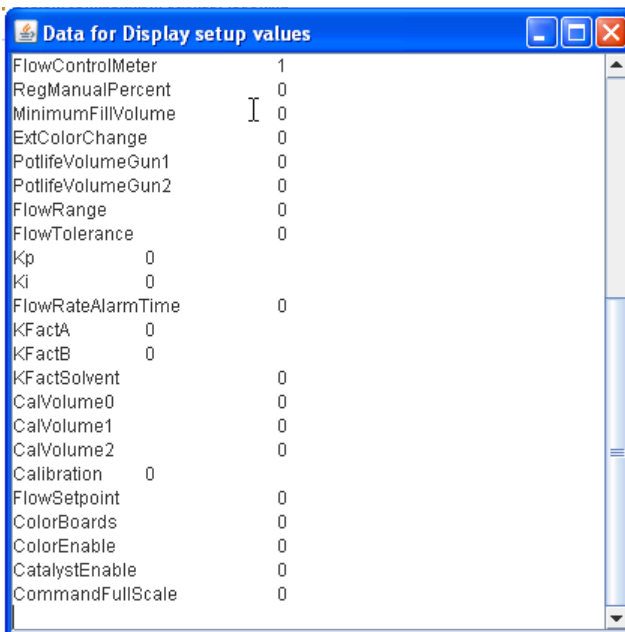 Data for Display setup values
FlowControlMeter 1
RegManualPercent 0
MinimumFillVolume 0
ExtColorChange 0
PotlifeVolumeGun1 0
PotlifeVolumeGun2 0
FlowRange 0
FlowTolerance 0
Kp 0
Ki 0
FlowRateAlarmTime 0
KFactA 0
KFactB 0
KFactSolvent 0
CalVolume0 0
CalVolume1 0
CalVolume2 0
Calibration 0
FlowSetpoint 0
ColorBoards 0
ColorEnable 0
CatalystEnable 0
CommandFullScale 0